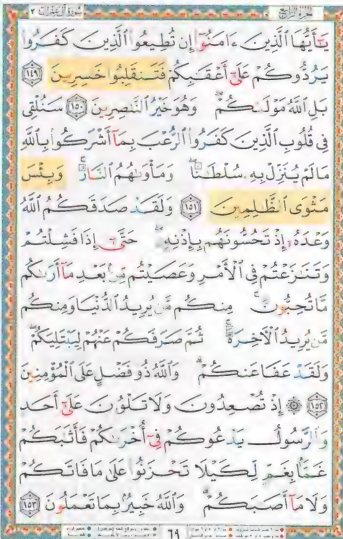 الجزء الرابع سورة آل عمران ٣
يَـٰٓأَيُّهَا ٱلَّذِينَ ءَامَنُوٓا۟ إِن تُطِيعُوا۟ ٱلَّذِينَ كَفَرُوا۟
يَرُدُّوكُمْ عَلَىٰٓ أَعْقَـٰبِكُمْ فَتَنقَلِبُوا۟ خَـٰسِرِينَ ١٤٩
بَلِ ٱللَّهُ مَوْلَىٰكُمْ ۖ وَهُوَ خَيْرُ ٱلنَّـٰصِرِينَ ١٥٠ سَنُلْقِى
فِى قُلُوبِ ٱلَّذِينَ كَفَرُوا۟ ٱلرُّعْبَ بِمَآ أَشْرَكُوا۟ بِٱللَّهِ
مَا لَمْ يُنَزِّلْ بِهِۦ سُلْطَـٰنًا ۖ وَمَأْوَىٰهُمُ ٱلنَّارُ ۚ وَبِئْسَ
مَثْوَى ٱلظَّـٰلِمِينَ ١٥١ وَلَقَدْ صَدَقَكُمُ ٱللَّهُ
وَعْدَهُۥٓ إِذْ تَحُسُّونَهُم بِإِذْنِهِۦ ۖ حَتَّىٰٓ إِذَا فَشِلْتُمْ
وَتَنَـٰزَعْتُمْ فِى ٱلْأَمْرِ وَعَصَيْتُم مِّنۢ بَعْدِ مَآ أَرَىٰكُم
مَّا تُحِبُّونَ ۚ مِنكُم مَّن يُرِيدُ ٱلدُّنْيَا وَمِنكُم
مَّن يُرِيدُ ٱلْـَٔاخِرَةَ ۚ ثُمَّ صَرَفَكُمْ عَنْهُمْ لِيَبْتَلِيَكُمْ ۖ
وَلَقَدْ عَفَا عَنكُمْ ۗ وَٱللَّهُ ذُو فَضْلٍ عَلَى ٱلْمُؤْمِنِينَ
١٥٢ ۞ إِذْ تُصْعِدُونَ وَلَا تَلْوُۥنَ عَلَىٰٓ أَحَدٍ
وَٱلرَّسُولُ يَدْعُوكُمْ فِىٓ أُخْرَىٰكُمْ فَأَثَـٰبَكُمْ
غَمًّۢا بِغَمٍّ لِّكَيْلَا تَحْزَنُوا۟ عَلَىٰ مَا فَاتَكُمْ
وَلَا مَآ أَصَـٰبَكُمْ ۗ وَٱللَّهُ خَبِيرٌۢ بِمَا تَعْمَلُونَ ١٥٣
٦٩